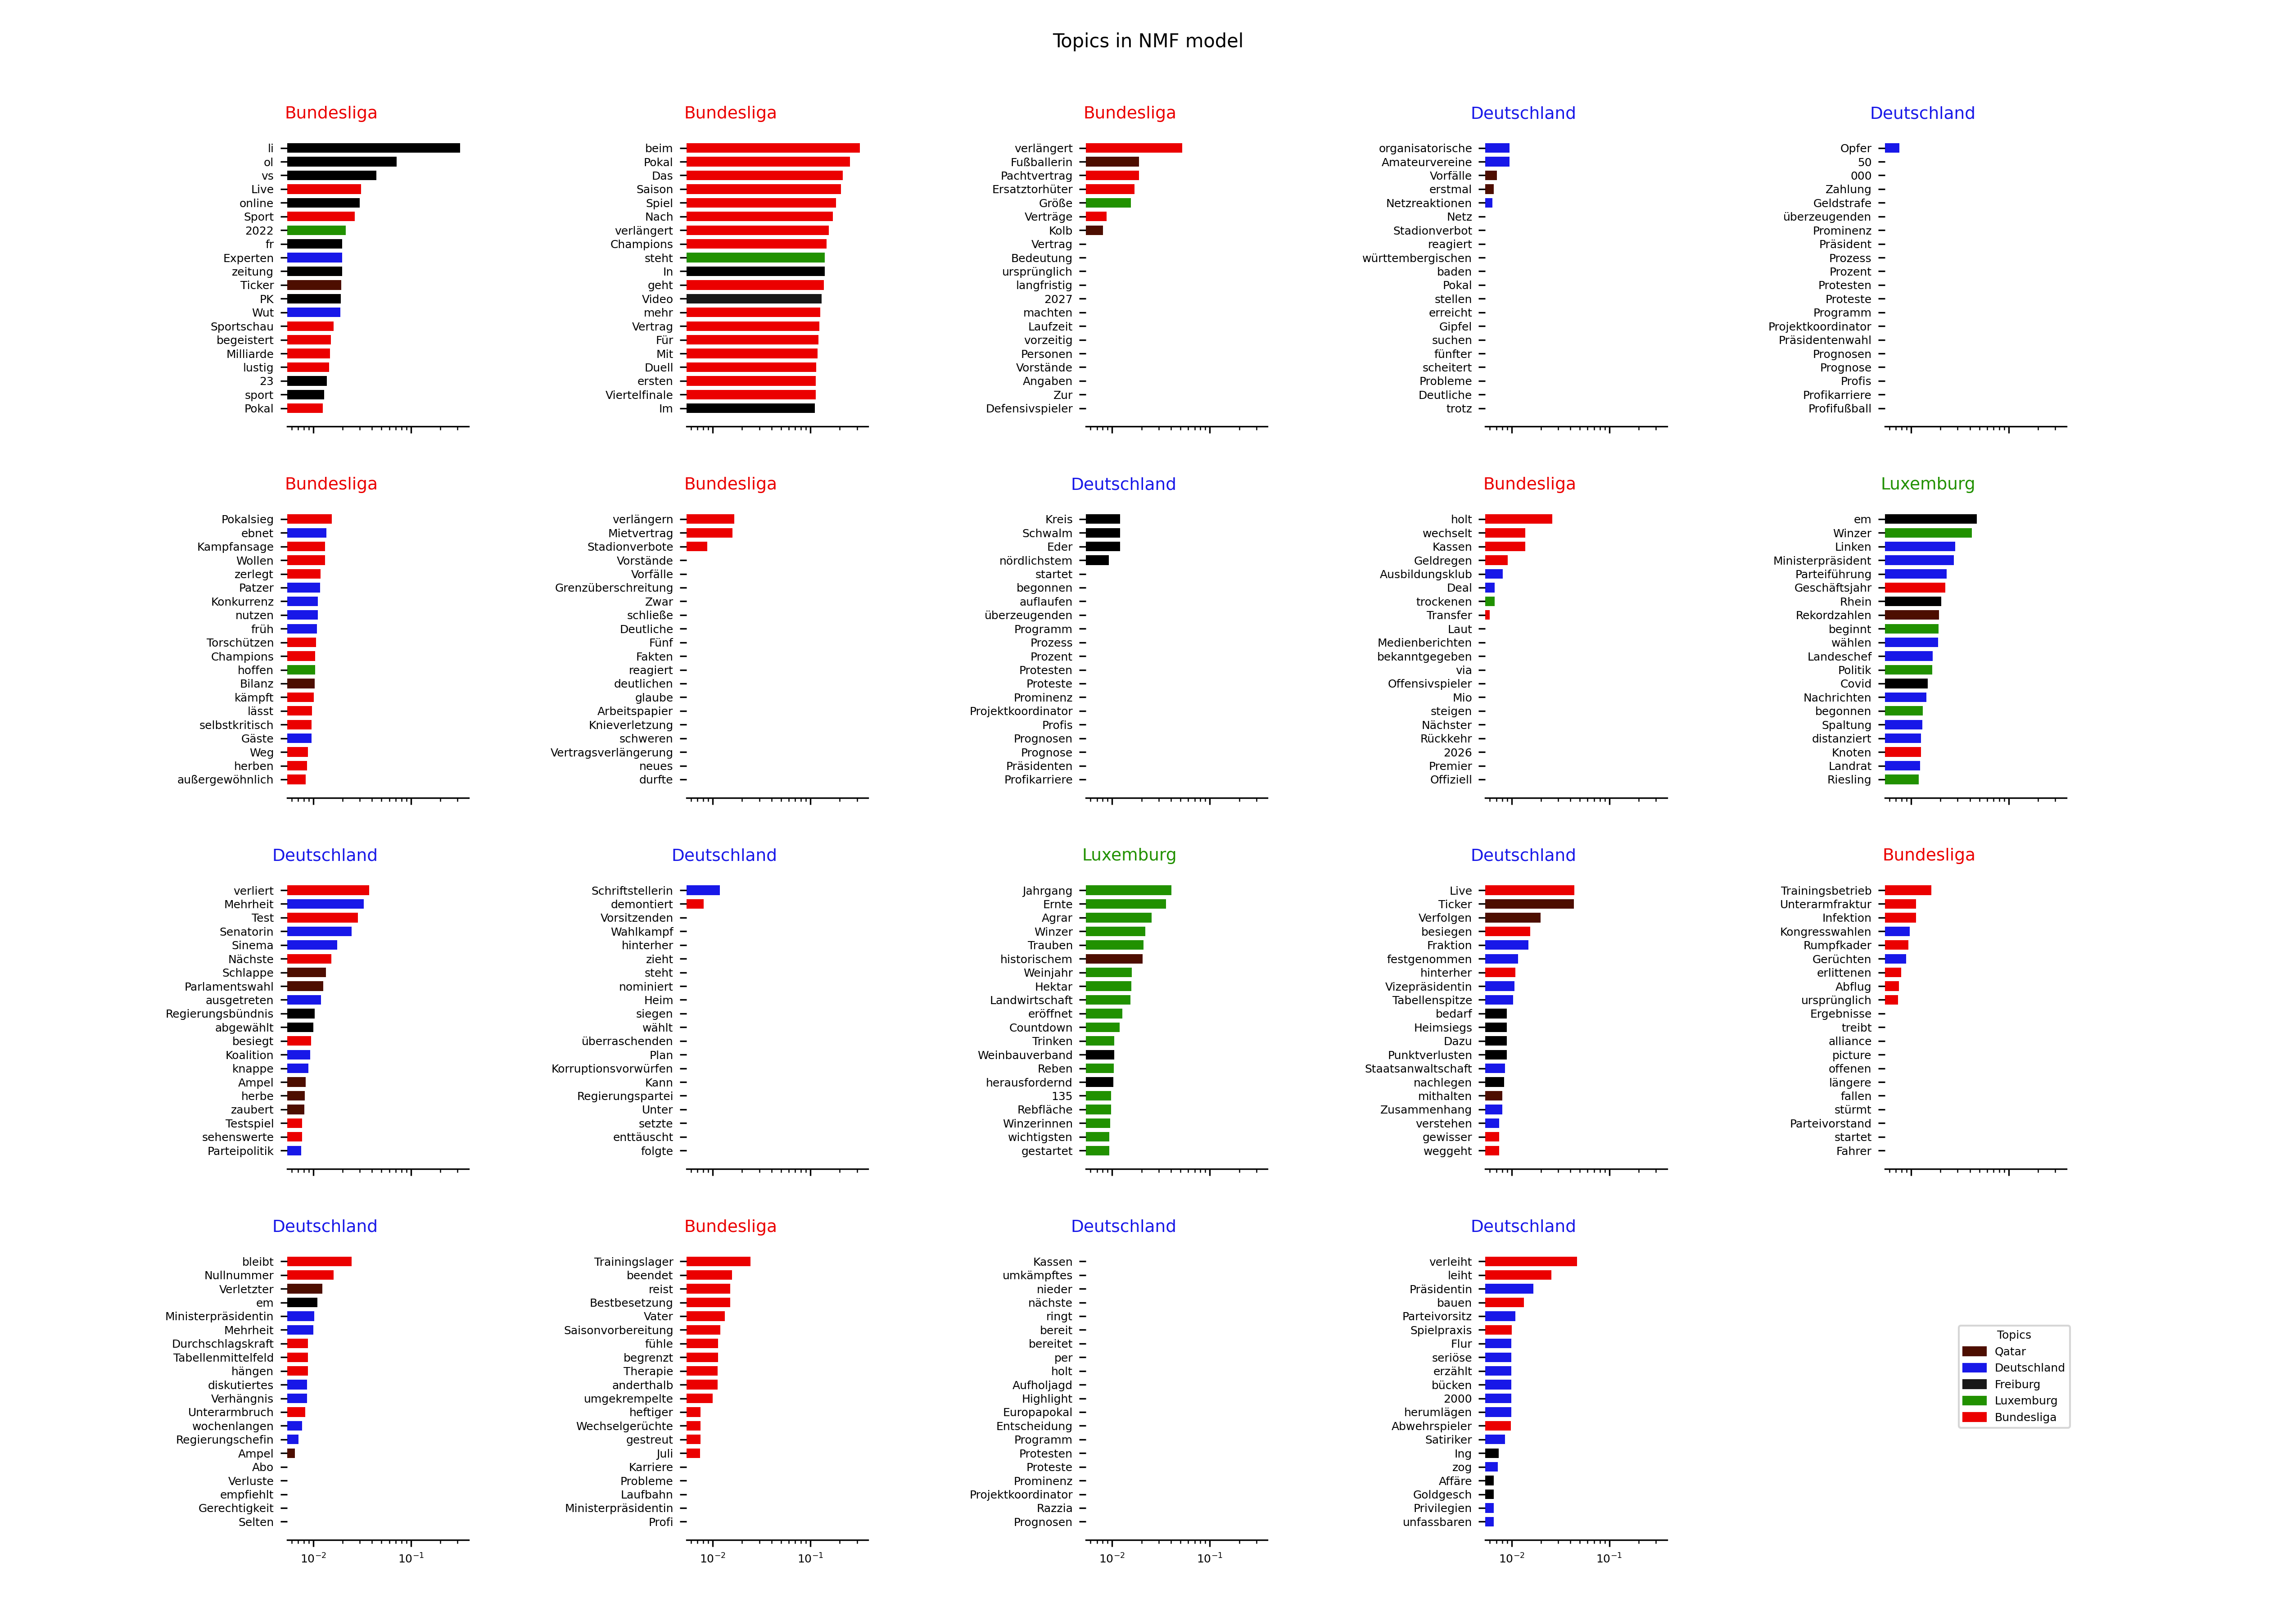 Topics in NMF model
Bundesliga
li
ol
vs
Live
online
Sport
2022
fr
Experten
zeitung
Ticker
PK
Wut
Sportschau
begeistert
Milliarde
lustig
23
sport
Pokal
Bundesliga
beim
Pokal
Das
Saison
Spiel
Nach
verlängert
Champions
steht
In
geht
Video
mehr
Vertrag
Für
Mit
Duell
ersten
Viertelfinale
Im
Bundesliga
verlängert
Fußballerin
Pachtvertrag
Ersatztorhüter
Größe
Verträge
Kolb
Vertrag
Bedeutung
ursprünglich
langfristig
2027
machten
Laufzeit
vorzeitig
Personen
Vorstände
Angaben
Zur
Defensivspieler
Deutschland
organisatorische
Amateurvereine
Vorfälle
erstmal
Netzreaktionen
Netz
Stadionverbot
reagiert
württembergischen
baden
Pokal
stellen
erreicht
Gipfel
suchen
fünfter
scheitert
Probleme
Deutliche
trotz
Deutschland
Opfer
50
000
Zahlung
Geldstrafe
überzeugenden
Prominenz
Präsident
Prozess
Prozent
Protesten
Proteste
Programm
Projektkoordinator
Präsidentenwahl
Prognosen
Prognose
Profis
Profikarriere
Profifußball
Bundesliga
Pokalsieg
ebnet
Kampfansage
Wollen
zerlegt
Patzer
Konkurrenz
nutzen
früh
Torschützen
Champions
hoffen
Bilanz
kämpft
lässt
selbstkritisch
Gäste
Weg
herben
außergewöhnlich
Bundesliga
verlängern
Mietvertrag
Stadionverbote
Vorstände
Vorfälle
Grenzüberschreitung
Zwar
schließe
Deutliche
Fünf
Fakten
reagiert
deutlichen
glaube
Arbeitspapier
Knieverletzung
schweren
Vertragsverlängerung
neues
durfte
Deutschland
Kreis
Schwalm
Eder
nördlichstem
startet
begonnen
auflaufen
überzeugenden
Programm
Prozess
Prozent
Protesten
Proteste
Prominenz
Projektkoordinator
Profis
Prognosen
Prognose
Präsidenten
Profikarriere
Bundesliga
holt
wechselt
Kassen
Geldregen
Ausbildungsklub
Deal
trockenen
Transfer
Laut
Medienberichten
bekanntgegeben
via
Offensivspieler
Mio
steigen
Nächster
Rückkehr
2026
Premier
Offiziell
Luxemburg
em
Winzer
Linken
Ministerpräsident
Parteiführung
Geschäftsjahr
Rhein
Rekordzahlen
beginnt
wählen
Landeschef
Politik
Covid
Nachrichten
begonnen
Spaltung
distanziert
Knoten
Landrat
Riesling
Deutschland
verliert
Mehrheit
Test
Senatorin
Sinema
Nächste
Schlappe
Parlamentswahl
ausgetreten
Regierungsbündnis
abgewählt
besiegt
Koalition
knappe
Ampel
herbe
zaubert
Testspiel
sehenswerte
Parteipolitik
Deutschland
Schriftstellerin
demontiert
Vorsitzenden
Wahlkampf
hinterher
zieht
steht
nominiert
Heim
siegen
wählt
überraschenden
Plan
Korruptionsvorwürfen
Kann
Regierungspartei
Unter
setzte
enttäuscht
folgte
Luxemburg
Jahrgang
Ernte
Agrar
Winzer
Trauben
historischem
Weinjahr
Hektar
Landwirtschaft
eröffnet
Countdown
Trinken
Weinbauverband
Reben
herausfordernd
135
Rebfläche
Winzerinnen
wichtigsten
gestartet
Deutschland
Live
Ticker
Verfolgen
besiegen
Fraktion
festgenommen
hinterher
Vizepräsidentin
Tabellenspitze
bedarf
Heimsiegs
Dazu
Punktverlusten
Staatsanwaltschaft
nachlegen
mithalten
Zusammenhang
verstehen
gewisser
weggeht
Bundesliga
Trainingsbetrieb
Unterarmfraktur
Infektion
Kongresswahlen
Rumpfkader
Gerüchten
erlittenen
Abflug
ursprünglich
Ergebnisse
treibt
alliance
picture
offenen
längere
fallen
stürmt
Parteivorstand
startet
Fahrer
Deutschland
bleibt
Nullnummer
Verletzter
em
Ministerpräsidentin
Mehrheit
Durchschlagskraft
Tabellenmittelfeld
hängen
diskutiertes
Verhängnis
Unterarmbruch
wochenlangen
Regierungschefin
Ampel
Abo
Verluste
empfiehlt
Gerechtigkeit
Selten
10⁻² 10⁻¹
Bundesliga
Trainingslager
beendet
reist
Bestbesetzung
Vater
Saisonvorbereitung
fühle
begrenzt
Therapie
anderthalb
umgekrempelte
heftiger
Wechselgerüchte
gestreut
Juli
Karriere
Probleme
Laufbahn
Ministerpräsidentin
Profi
10⁻² 10⁻¹
Deutschland
Kassen
umkämpftes
nieder
nächste
ringt
bereit
bereitet
per
holt
Aufholjagd
Highlight
Europapokal
Entscheidung
Programm
Protesten
Proteste
Prominenz
Projektkoordinator
Razzia
Prognosen
10⁻² 10⁻¹
Deutschland
verleiht
leiht
Präsidentin
bauen
Parteivorsitz
Spielpraxis
Flur
seriöse
erzählt
bücken
2000
herumlägen
Abwehrspieler
Satiriker
Ing
zog
Affäre
Goldgesch
Privilegien
unfassbaren
10⁻² 10⁻¹
Topics
Qatar
Deutschland
Freiburg
Luxemburg
Bundesliga